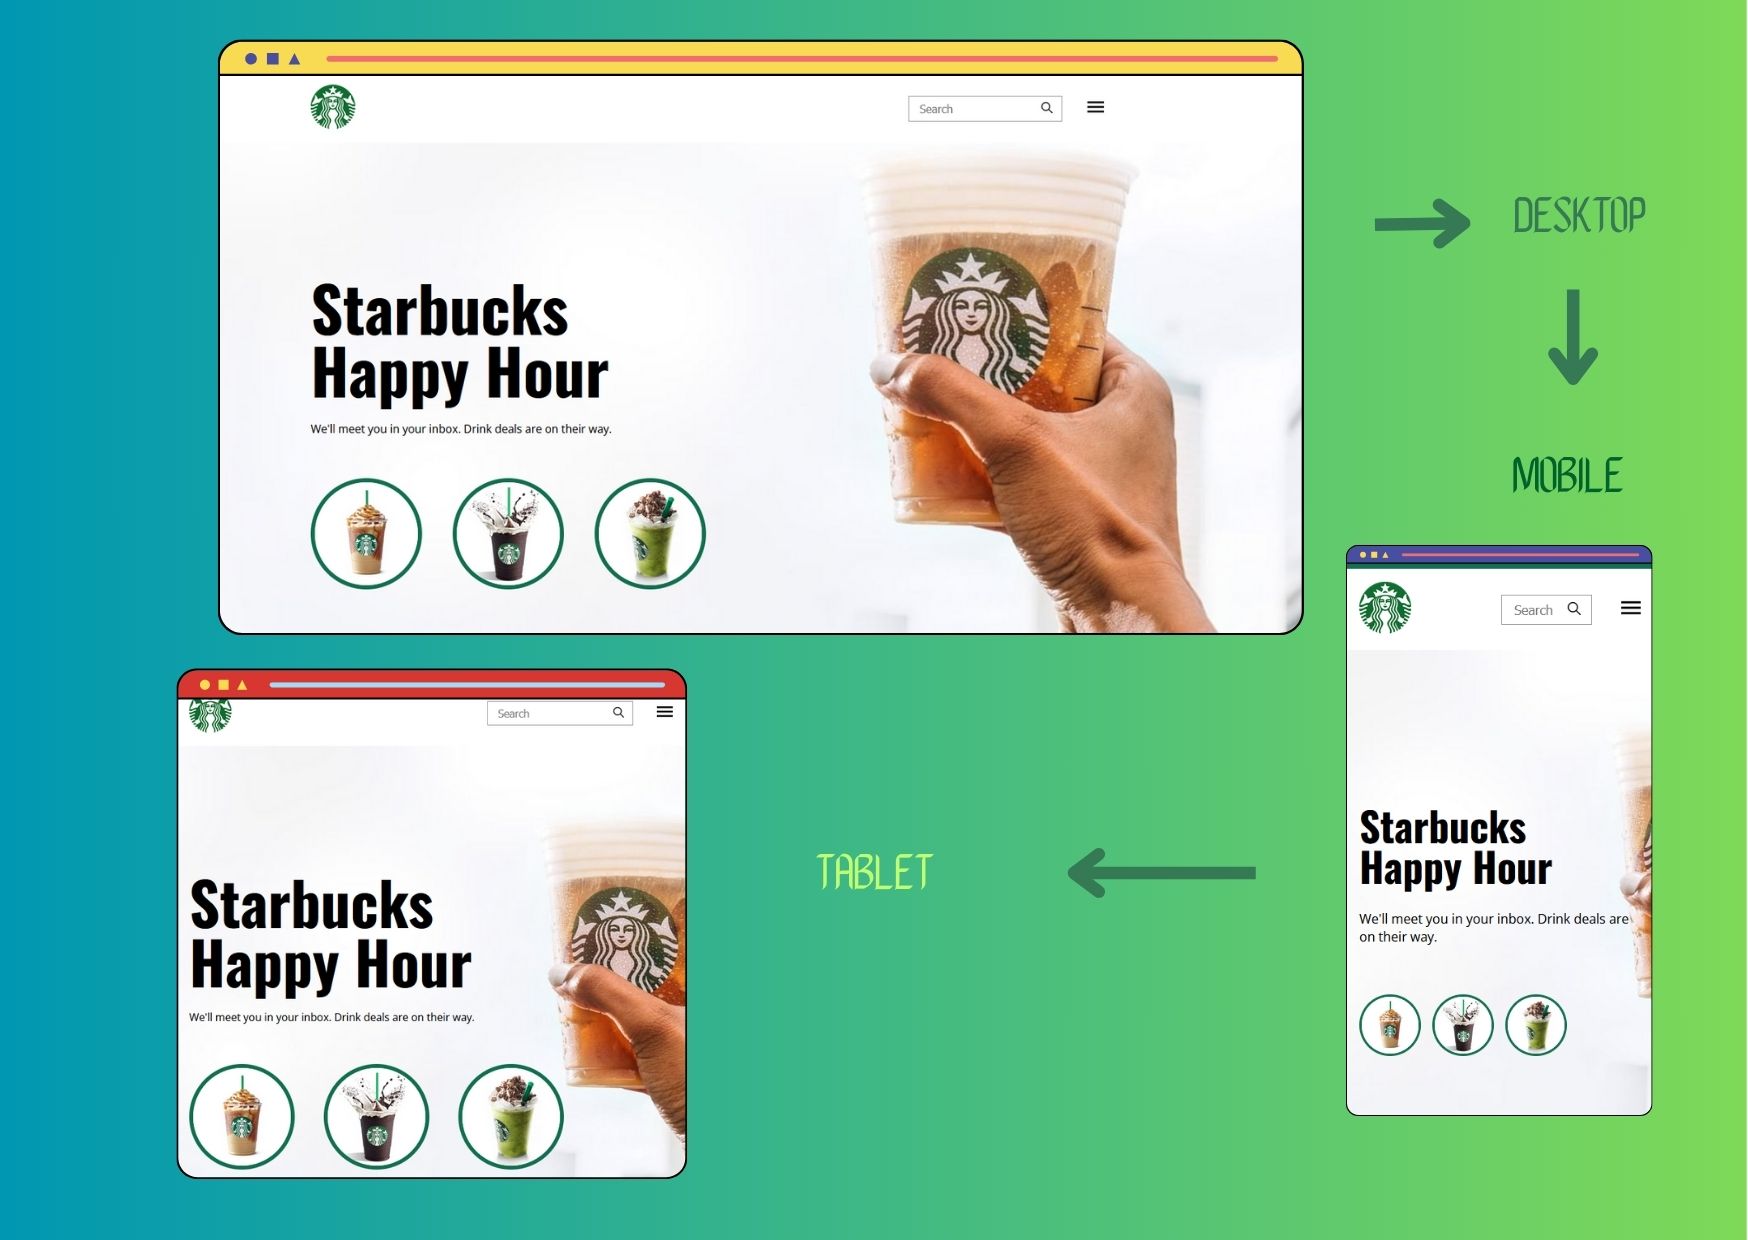 Search
Starbucks
Happy Hour
We'll meet you in your inbox. Drink deals are on their way.
DESKTOP
MOBILE
Search
Starbucks
Happy Hour
We'll meet you in your inbox. Drink deals are
on their way.
TABLET
Search
Starbucks
Happy Hour
We'll meet you in your inbox. Drink deals are on their way.